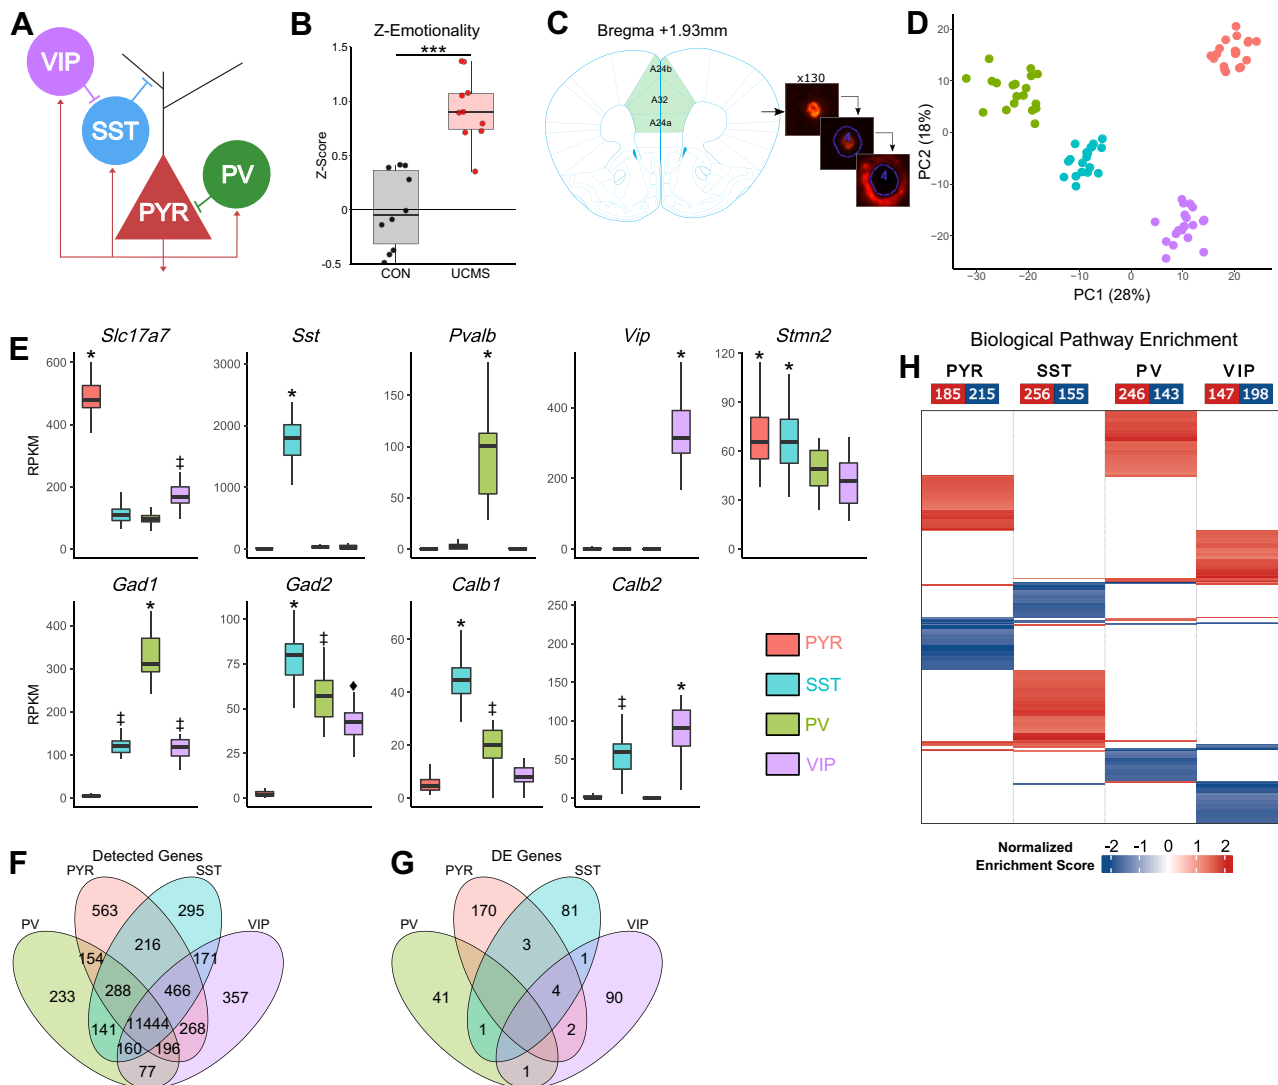 A
VIP
SST
PV
PYR
B
Z-Emotionality
***
Z-Score
1.5
1.0
0.5
0
-0.5
CON
UCMS
C
Bregma +1.93mm
A24b
A32
A24a
x130
4
4
D
PC2 (18%)
20
10
0
−10
−20
−30
−20
−10
0
10
20
PC1 (28%)
E
Slc17a7
RPKM
600
400
200
0
*
‡
Sst
3000
2000
1000
0
*
Pvalb
150
100
50
0
*
Vip
400
200
0
*
Stmn2
120
90
60
30
0
*
*
Gad1
RPKM
400
300
200
100
0
‡
*
‡
Gad2
100
75
50
25
0
*
‡
♦
Calb1
60
40
20
0
*
‡
Calb2
250
200
150
100
50
0
‡
*
PYR
SST
PV
VIP
F
Detected Genes
PYR
SST
PV
VIP
563
295
216
154
171
233
288
466
357
141
11444
268
160
196
77
G
DE Genes
PYR
SST
PV
VIP
170
81
3
1
41
4
90
1
2
1
H
Biological Pathway Enrichment
PYR
SST
PV
VIP
185 215
256 155
246 143
147 198
Normalized
Enrichment Score
-2 -1 0 1 2